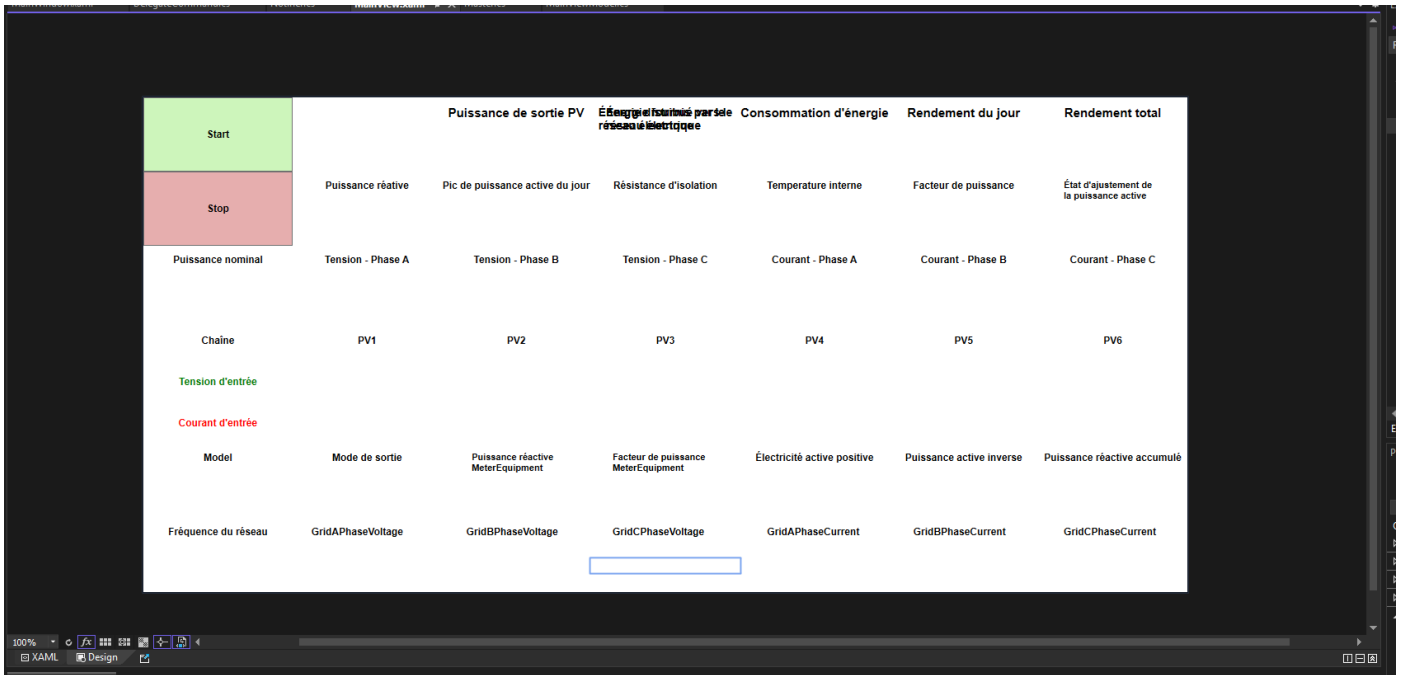 MainView.xaml
Start
Puissance de sortie PV
Consommation d'énergie
Rendement du jour
Rendement total
Stop
Puissance réative
Pic de puissance active du jour
Résistance d'isolation
Temperature interne
Facteur de puissance
État d'ajustement de
la puissance active
Puissance nominal
Tension - Phase A
Tension - Phase B
Tension - Phase C
Courant - Phase A
Courant - Phase B
Courant - Phase C
Chaîne
PV1
PV2
PV3
PV4
PV5
PV6
Tension d'entrée
Courant d'entrée
Model
Mode de sortie
Puissance réactive
MeterEquipment
Facteur de puissance
MeterEquipment
Électricité active positive
Puissance active inverse
Puissance réactive accumulé
Fréquence du réseau
GridAPhaseVoltage
GridBPhaseVoltage
GridCPhaseVoltage
GridAPhaseCurrent
GridBPhaseCurrent
GridCPhaseCurrent
100%
fx
XAML
Design